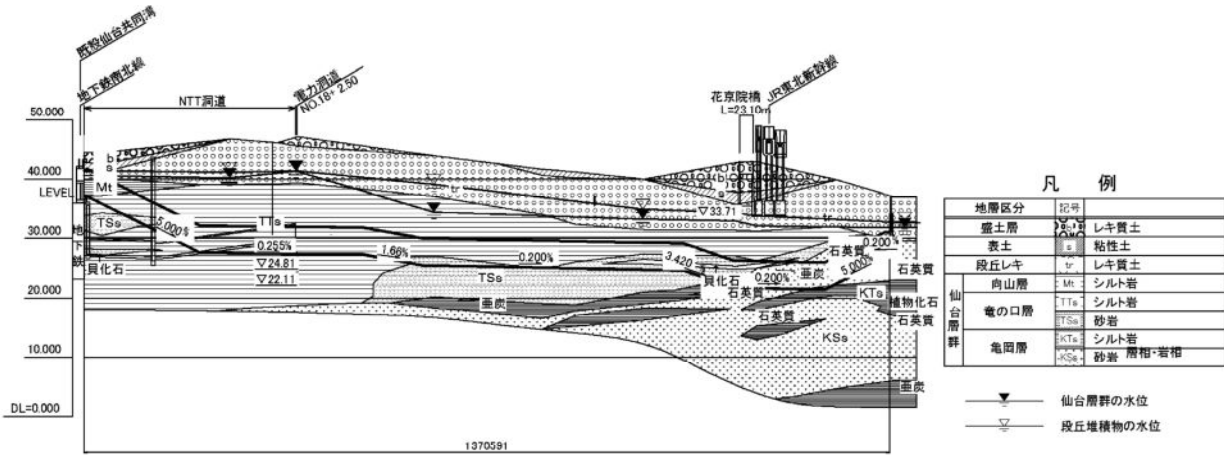 既設仙台共同溝
地下鉄南北線
NTT洞道
電力洞道
NO.18+ 2.50
花京院橋
L=23.10m
JR東北新幹線
50.000
40.000
LEVEL
30.000
20.000
10.000
DL=0.000
b
s
Mt
TSs
地下鉄
貝化石
5.000%
TTs
0.255%
▽24.81
▽22.11
1.66%
tr
0.200%
TSs
亜炭
3.420
貝化石
▽33.71
b
s
tr
0.200%
亜炭
5.000%
0.200%
石英質
石英質
石英質
KTs
植物化石
石英質
KSs
亜炭
1370591
凡 例
地層区分 記号
盛土層 b レキ質土
表土 s 粘性土
段丘レキ tr レキ質土
仙台層群
向山層 Mt シルト岩
竜の口層 TTs シルト岩
TSs 砂岩
亀岡層 KTs シルト岩
KSs 砂岩 層相・岩相
仙台層群の水位
段丘堆積物の水位